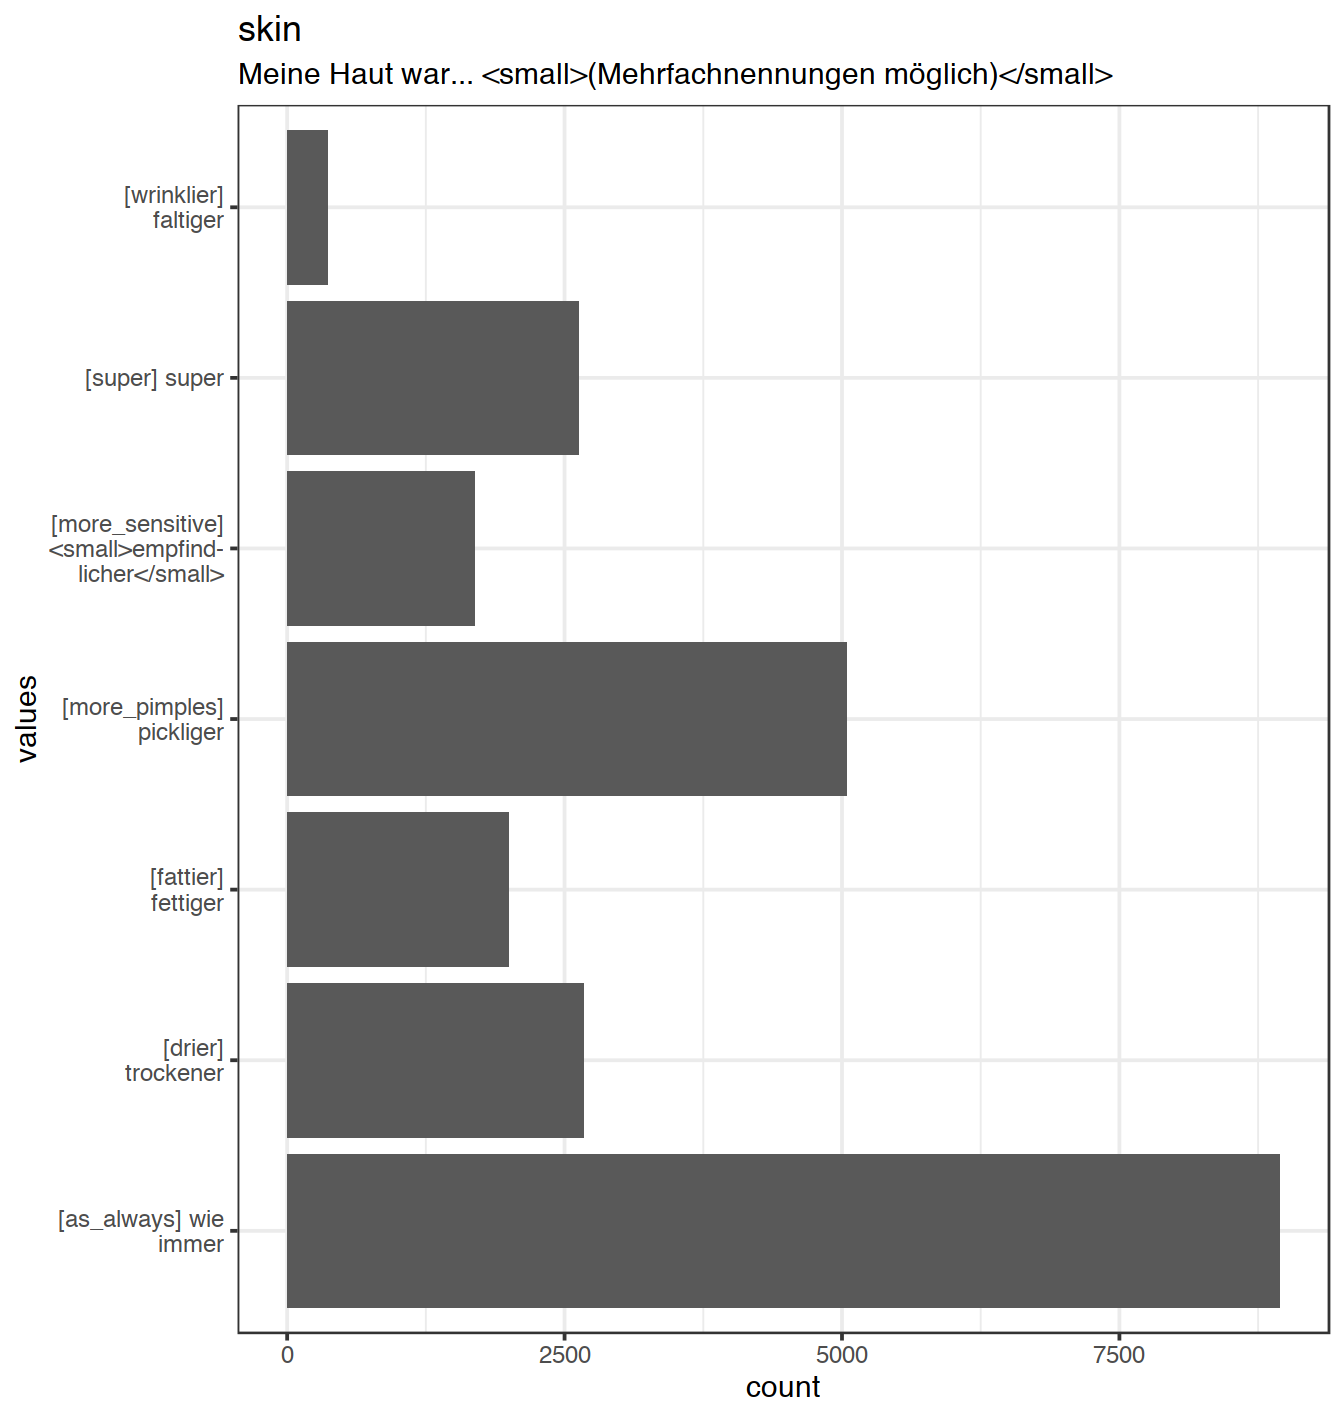 skin
Meine Haut war... <small>(Mehrfachnennungen möglich)</small>
[wrinklier]
faltiger
[super] super
[more_sensitive]
<small>empfind-
licher</small>
[more_pimples]
pickliger
[fattier]
fettiger
[drier]
trockener
[as_always] wie
immer
values
0 2500 5000 7500
count